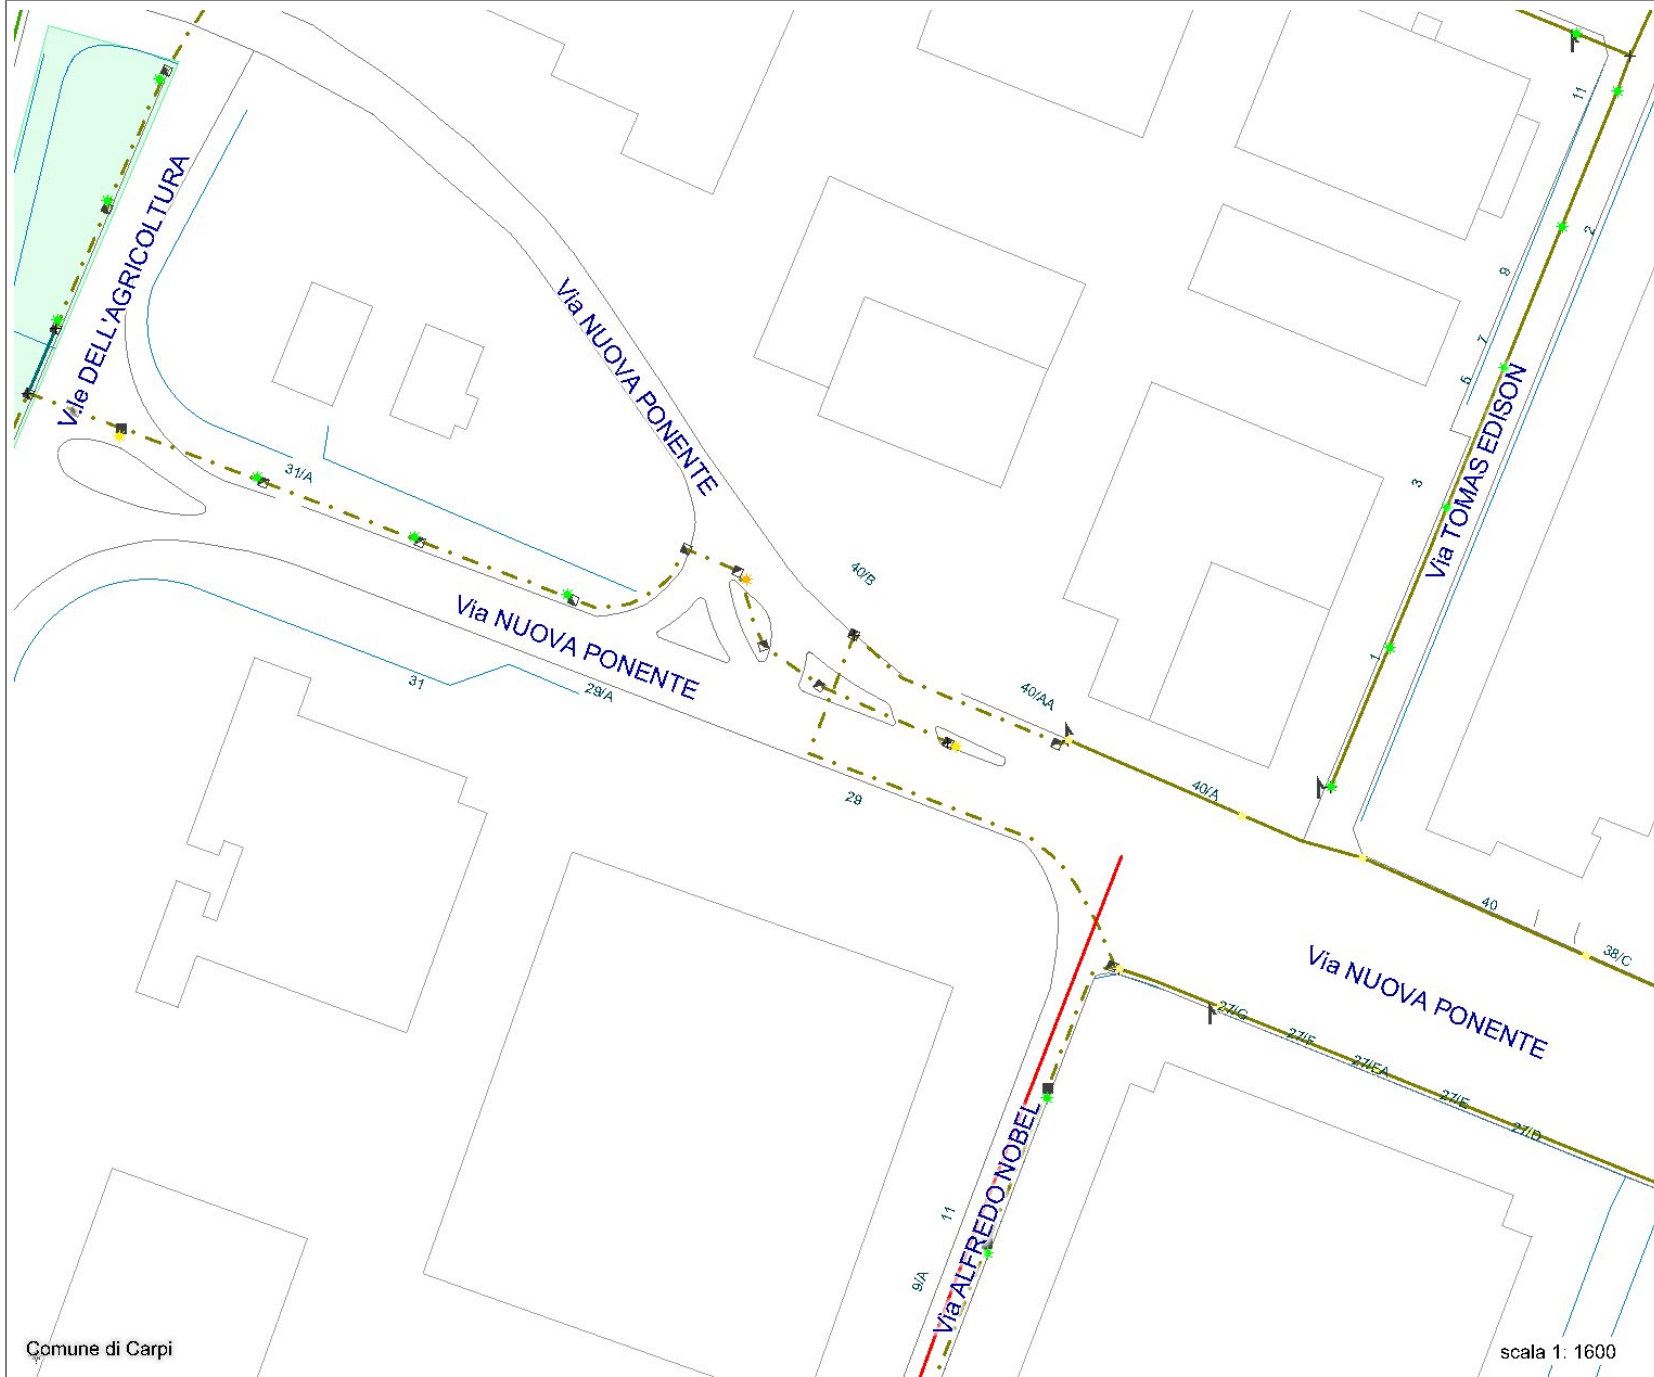 11
V.le DELL'AGRICOLTURA
2
9
Via NUOVA PONENTE
7
5
Via TOMAS EDISON
31/A
3
40/B
Via NUOVA PONENTE
1
31
29/A
40/AA
29
40/A
40
38/C
Via NUOVA PONENTE
27/G
27/F
27/EA
27/E
27/D
Via ALFREDO NOBEL
11
9/A
Comune di Carpi
scala 1: 1600